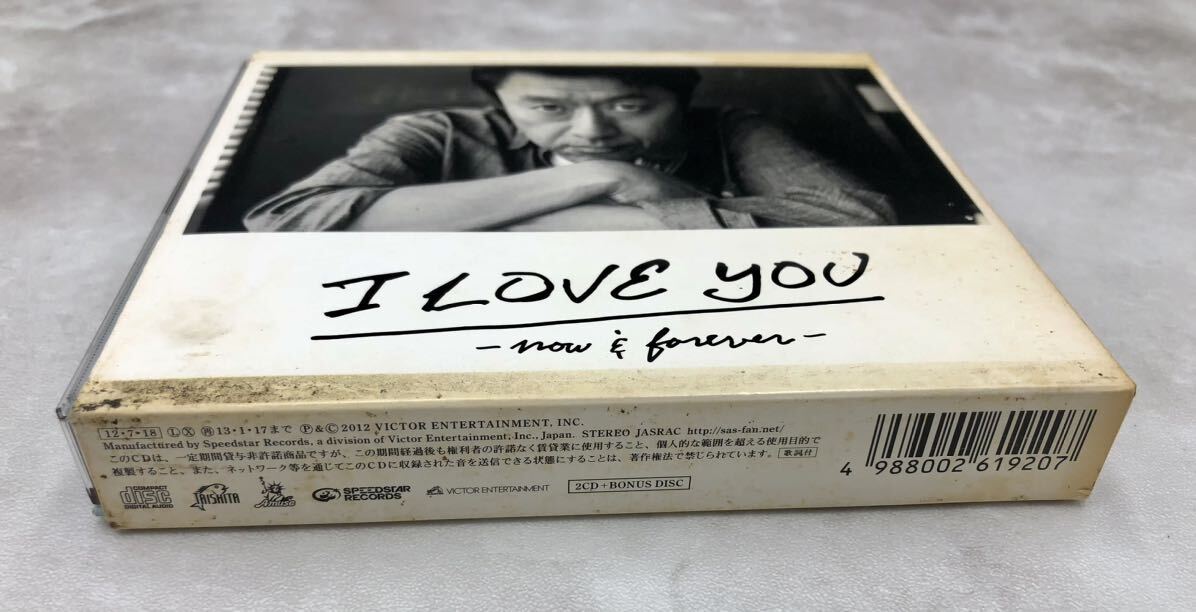 I LOVE YOU
-now & forever-
12・7・18 Ⓛ Ⓧ ㊐13・1・17まで Ⓟ&Ⓒ 2012 VICTOR ENTERTAINMENT, INC.
Manufacttired by Speedstar Records, a division of Victor Entertainment, Inc., Japan. STEREO JASRAC http://sas-fan.net/
このCDは、一定期間貸与非許諾商品ですが、この期間経過後も権利者の許諾なく賃貸業に使用すること、個人的な範囲を超える使用目的で
複製すること、また、ネットワーク等を通じてこのCDに収録された音を送信できる状態にすることは、著作権法で禁じられています。 歌詞付
COMPACT disc DIGITAL AUDIO TAISHITA Amuse SPEEDSTAR RECORDS VICTOR ENTERTAINMENT 2CD+BONUS DISC
4 988002 619207